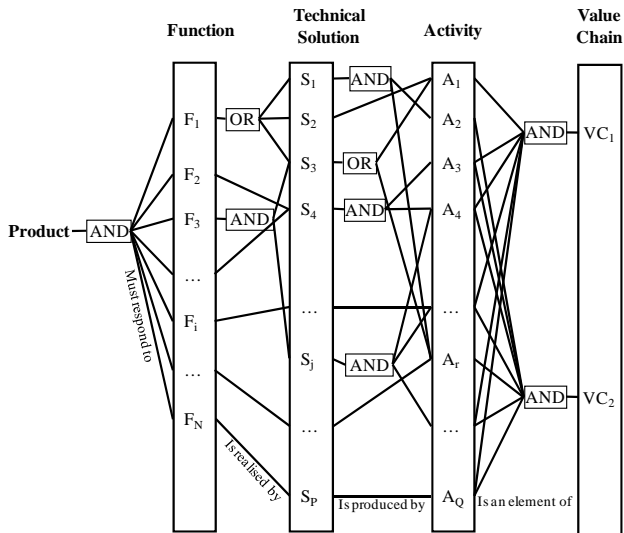 Function
Technical
Solution
Activity
Value
Chain
Product
AND
Must respond to
F1
F2
F3
…
Fi
…
FN
OR
AND
Is realised by
S1
S2
S3
S4
…
Sj
…
SP
AND
OR
AND
AND
Is produced by
A1
A2
A3
A4
…
Ar
…
AQ
AND
AND
Is an element of
VC1
VC2